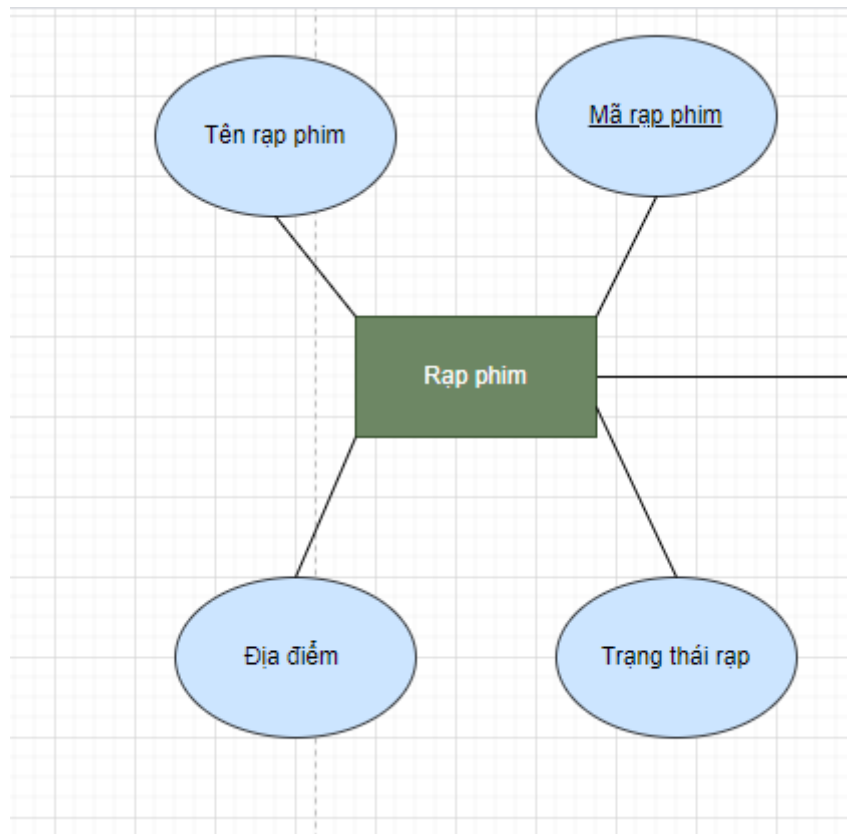 Tên rạp phim
Mã rạp phim
Rạp phim
Địa điểm
Trạng thái rạp